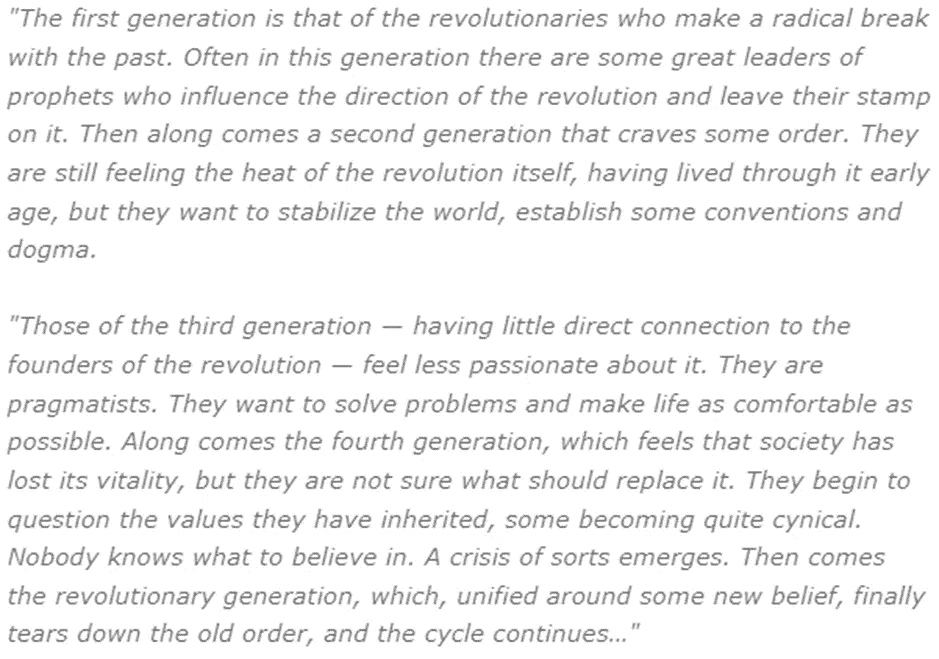 "The first generation is that of the revolutionaries who make a radical break
with the past. Often in this generation there are some great leaders of
prophets who influence the direction of the revolution and leave their stamp
on it. Then along comes a second generation that craves some order. They
are still feeling the heat of the revolution itself, having lived through it early
age, but they want to stabilize the world, establish some conventions and
dogma.
"Those of the third generation — having little direct connection to the
founders of the revolution — feel less passionate about it. They are
pragmatists. They want to solve problems and make life as comfortable as
possible. Along comes the fourth generation, which feels that society has
lost its vitality, but they are not sure what should replace it. They begin to
question the values they have inherited, some becoming quite cynical.
Nobody knows what to believe in. A crisis of sorts emerges. Then comes
the revolutionary generation, which, unified around some new belief, finally
tears down the old order, and the cycle continues…"